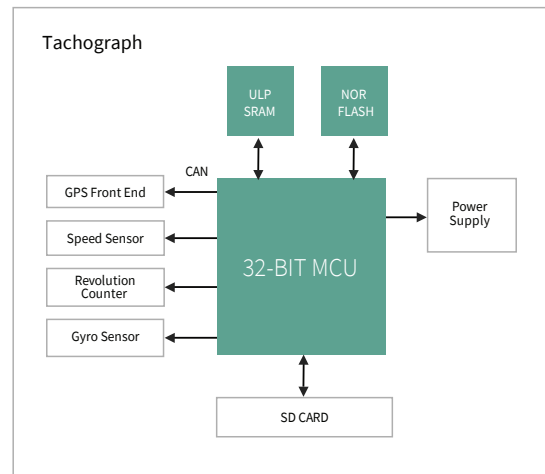 Tachograph
ULP
SRAM
NOR
FLASH
CAN
GPS Front End
Speed Sensor
Revolution
Counter
Gyro Sensor
32-BIT MCU
Power
Supply
SD CARD